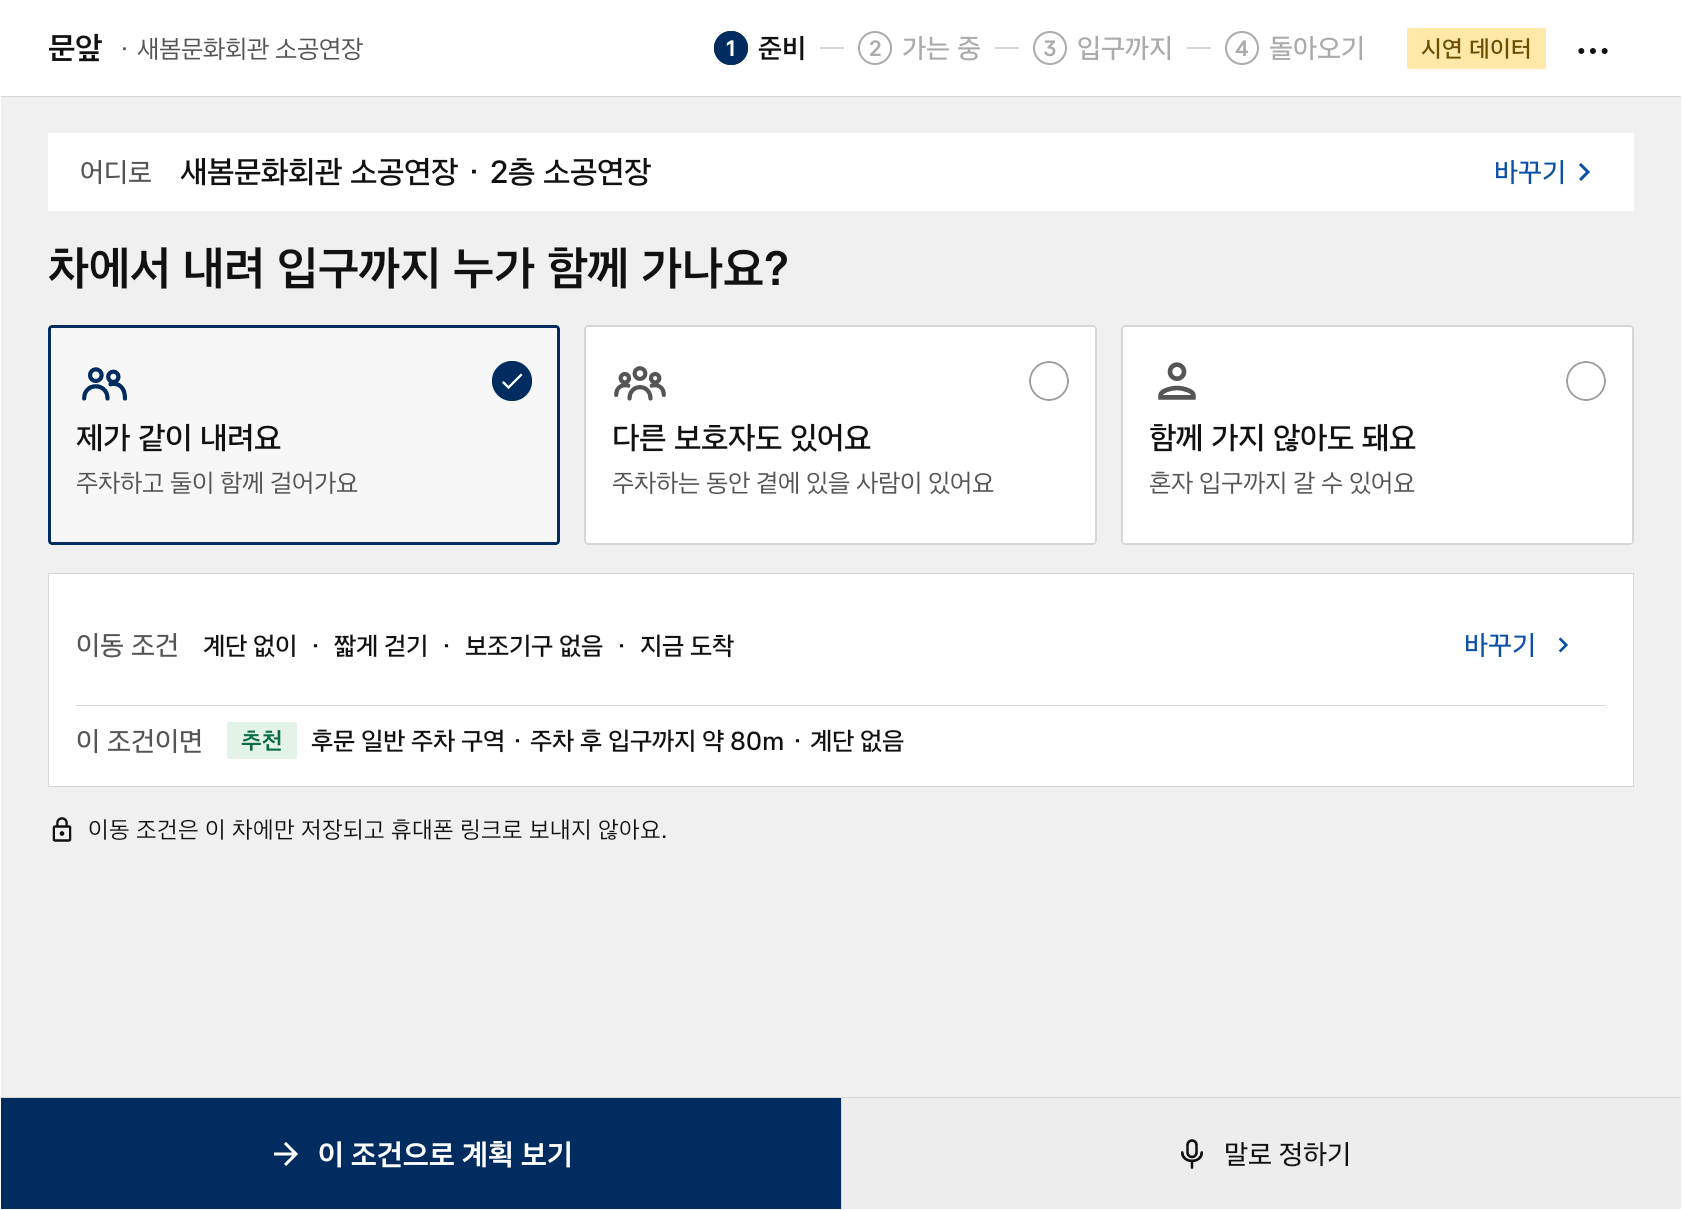 문앞 · 새봄문화회관 소공연장
1 준비 — 2 가는 중 — 3 입구까지 — 4 돌아오기
시연 데이터
어디로 새봄문화회관 소공연장 · 2층 소공연장
바꾸기
차에서 내려 입구까지 누가 함께 가나요?
제가 같이 내려요
주차하고 둘이 함께 걸어가요
다른 보호자도 있어요
주차하는 동안 곁에 있을 사람이 있어요
함께 가지 않아도 돼요
혼자 입구까지 갈 수 있어요
이동 조건 계단 없이 · 짧게 걷기 · 보조기구 없음 · 지금 도착
바꾸기
이 조건이면 추천 후문 일반 주차 구역 · 주차 후 입구까지 약 80m · 계단 없음
이동 조건은 이 차에만 저장되고 휴대폰 링크로 보내지 않아요.
이 조건으로 계획 보기
말로 정하기